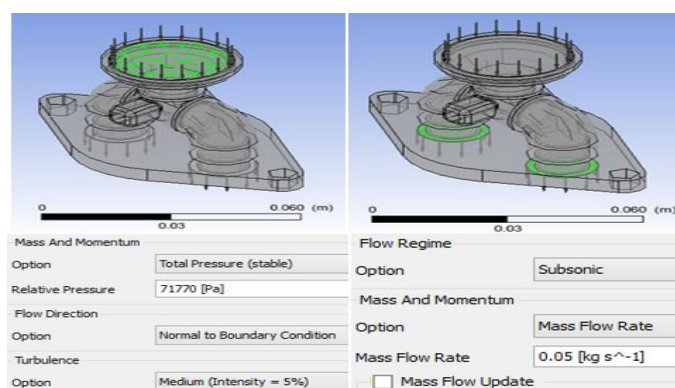 0
0.060 (m)
0.03
0
0.060 (m)
0.03
Mass And Momentum
Option
Total Pressure (stable)
Relative Pressure
71770 [Pa]
Flow Direction
Option
Normal to Boundary Condition
Turbulence
Option
Medium (Intensity = 5%)
Flow Regime
Option
Subsonic
Mass And Momentum
Option
Mass Flow Rate
Mass Flow Rate
0.05 [kg s^-1]
Mass Flow Update